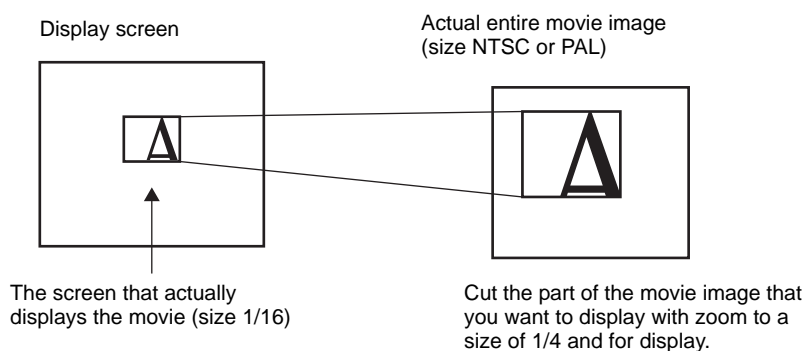 Display screen
Actual entire movie image
(size NTSC or PAL)
A
A
The screen that actually
displays the movie (size 1/16)
Cut the part of the movie image that
you want to display with zoom to a
size of 1/4 and for display.